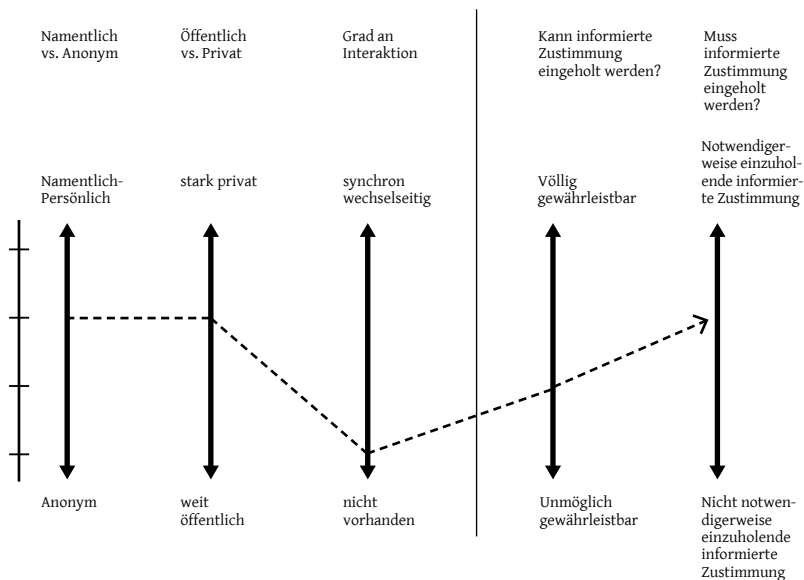 Namentlich
vs. Anonym
Öffentlich
vs. Privat
Grad an
Interaktion
Kann informierte
Zustimmung
eingeholt werden?
Muss
informierte
Zustimmung
eingeholt
werden?
Namentlich-
Persönlich
stark privat
synchron
wechselseitig
Völlig
gewährleistbar
Notwendiger-
weise einzuhol-
ende informier-
te Zustimmung
Anonym
weit
öffentlich
nicht
vorhanden
Unmöglich
gewährleistbar
Nicht notwen-
digerweise
einzuholende
informierte
Zustimmung